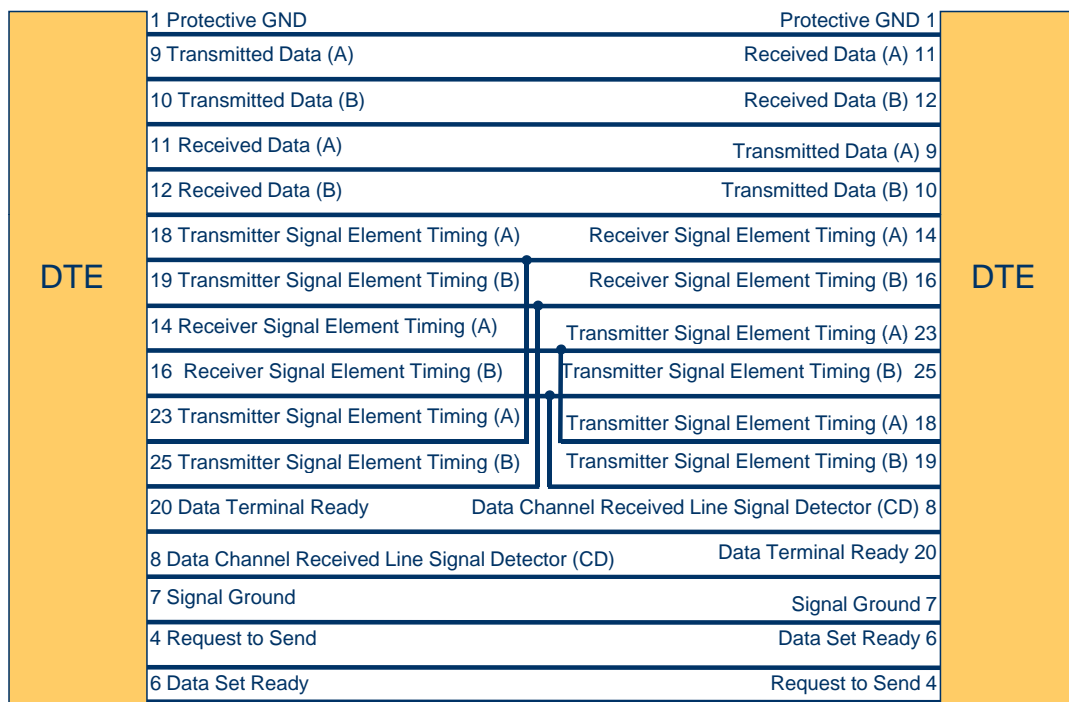 1 Protective GND Protective GND 1
9 Transmitted Data (A) Received Data (A) 11
10 Transmitted Data (B) Received Data (B) 12
11 Received Data (A) Transmitted Data (A) 9
12 Received Data (B) Transmitted Data (B) 10
18 Transmitter Signal Element Timing (A) Receiver Signal Element Timing (A) 14
DTE 19 Transmitter Signal Element Timing (B) Receiver Signal Element Timing (B) 16 DTE
14 Receiver Signal Element Timing (A) Transmitter Signal Element Timing (A) 23
16 Receiver Signal Element Timing (B) Transmitter Signal Element Timing (B) 25
23 Transmitter Signal Element Timing (A) Transmitter Signal Element Timing (A) 18
25 Transmitter Signal Element Timing (B) Transmitter Signal Element Timing (B) 19
20 Data Terminal Ready Data Channel Received Line Signal Detector (CD) 8
8 Data Channel Received Line Signal Detector (CD) Data Terminal Ready 20
7 Signal Ground Signal Ground 7
4 Request to Send Data Set Ready 6
6 Data Set Ready Request to Send 4